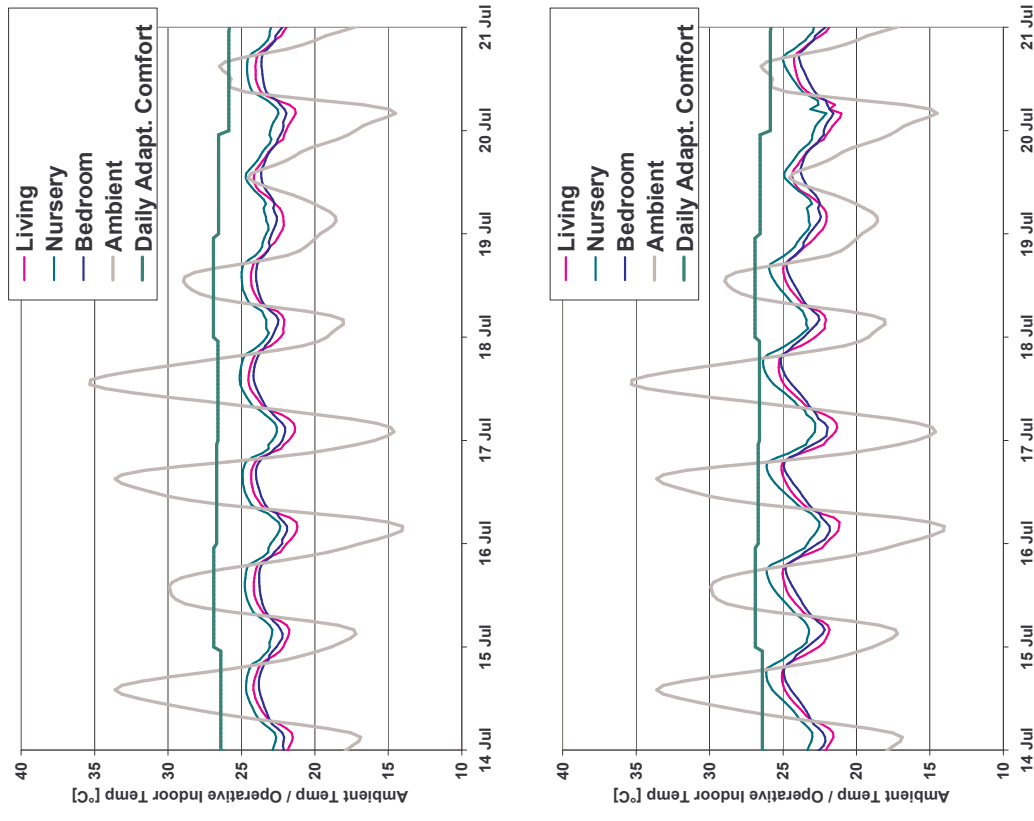 Ambient Temp / Operative Indoor Temp [°C]
40
35
30
25
20
15
10
14 Jul
15 Jul
16 Jul
17 Jul
18 Jul
19 Jul
20 Jul
21 Jul
Living
Nursery
Bedroom
Ambient
Daily Adapt. Comfort
Ambient Temp / Operative Indoor Temp [°C]
40
35
30
25
20
15
10
14 Jul
15 Jul
16 Jul
17 Jul
18 Jul
19 Jul
20 Jul
21 Jul
Living
Nursery
Bedroom
Ambient
Daily Adapt. Comfort